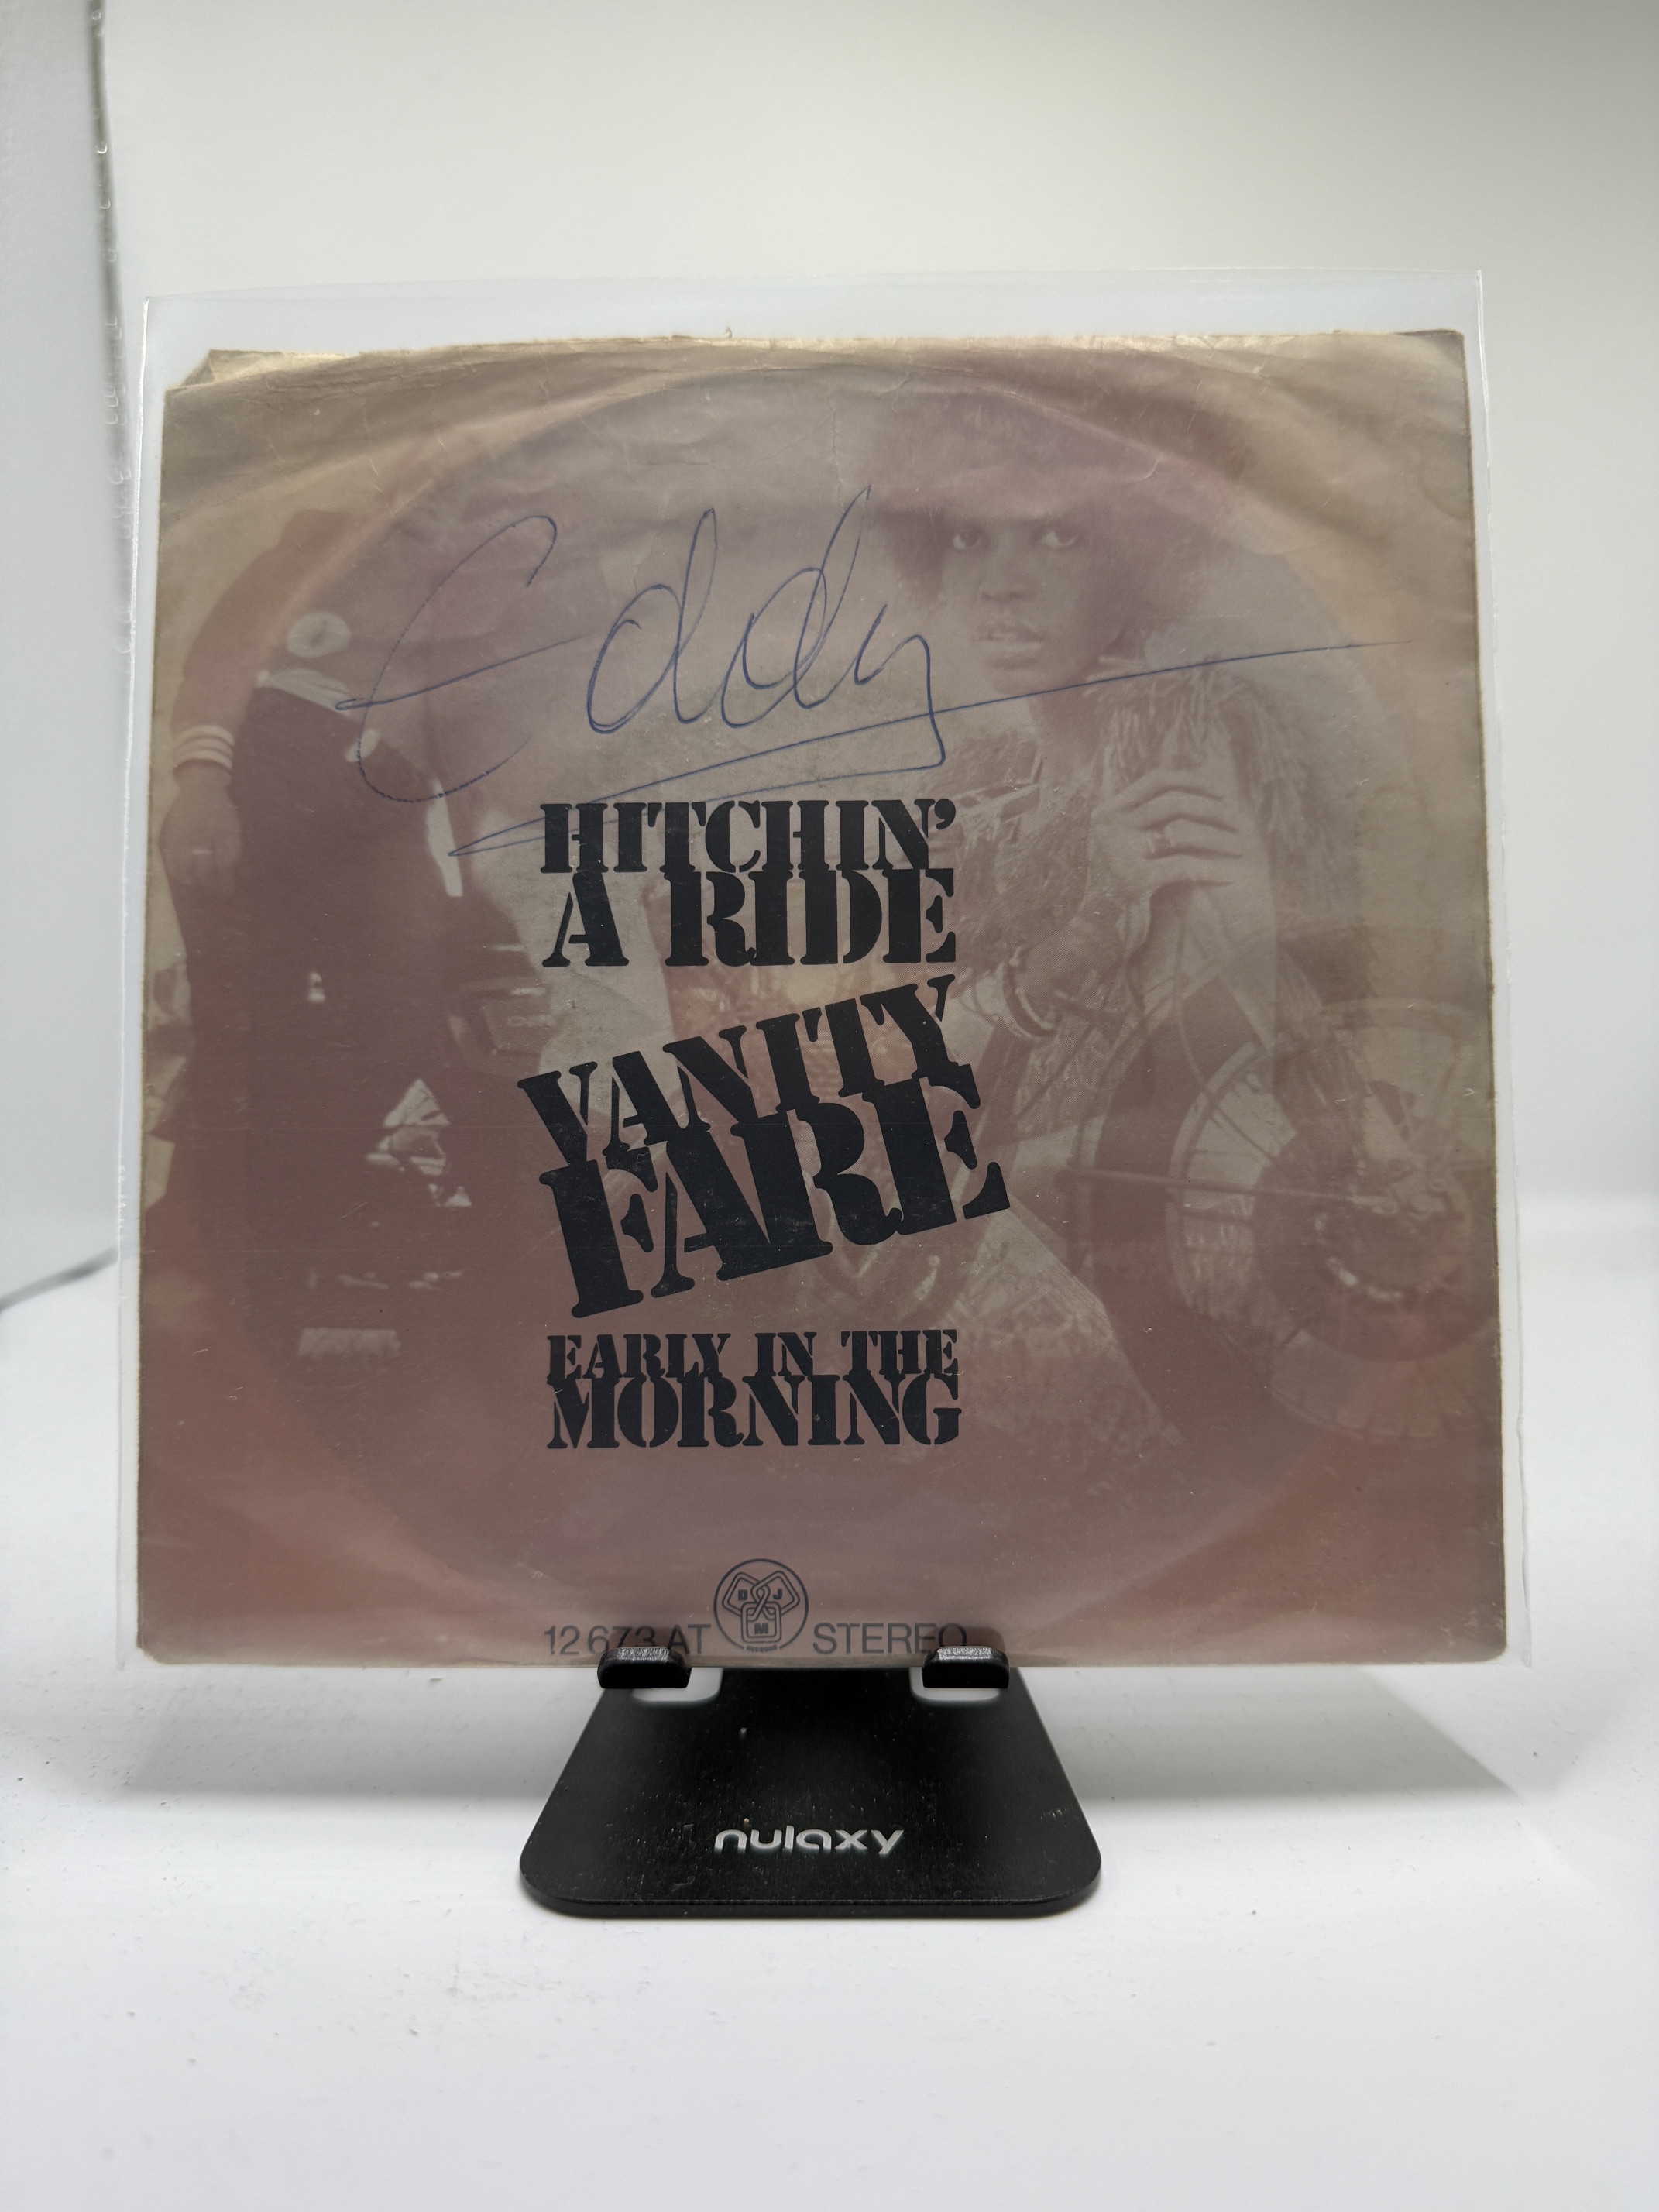 Eddy
HITCHIN'
A RIDE
VANITY
FARE
EARLY IN THE
MORNING
D J
M
12 673 AT STEREO
nulaxy